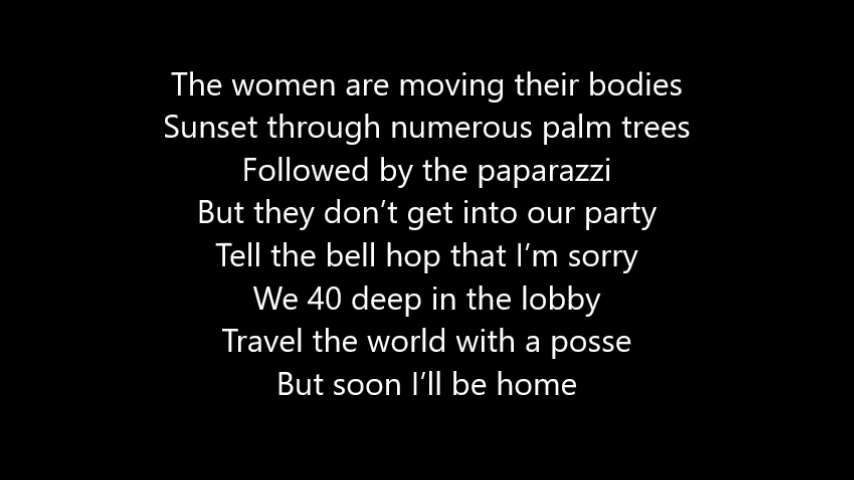 The women are moving their bodies
Sunset through numerous palm trees
Followed by the paparazzi
But they don’t get into our party
Tell the bell hop that I’m sorry
We 40 deep in the lobby
Travel the world with a posse
But soon I’ll be home